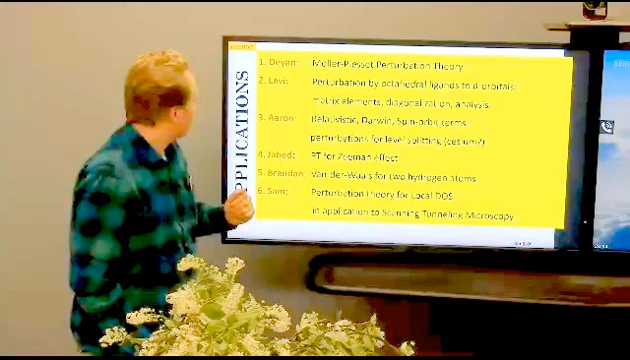 APPLICATIONS
1. Deyan: Moller-Plesset Perturbation Theory
2. Levi: Perturbation by octahedral ligands to d-orbitals:
matrix elements, diagonalization, analysis.
3. Aaron: Relativistic, Darwin, Spin-orbit terms
perturbations for level splitting (cesium?)
4. Jabed: PT for Zeeman effect
5. Brendan: Van-der-Waals for two hydrogen atoms
6. Sam: Perturbation Theory for Local DOS
in application to Scanning Tunneling Microscopy